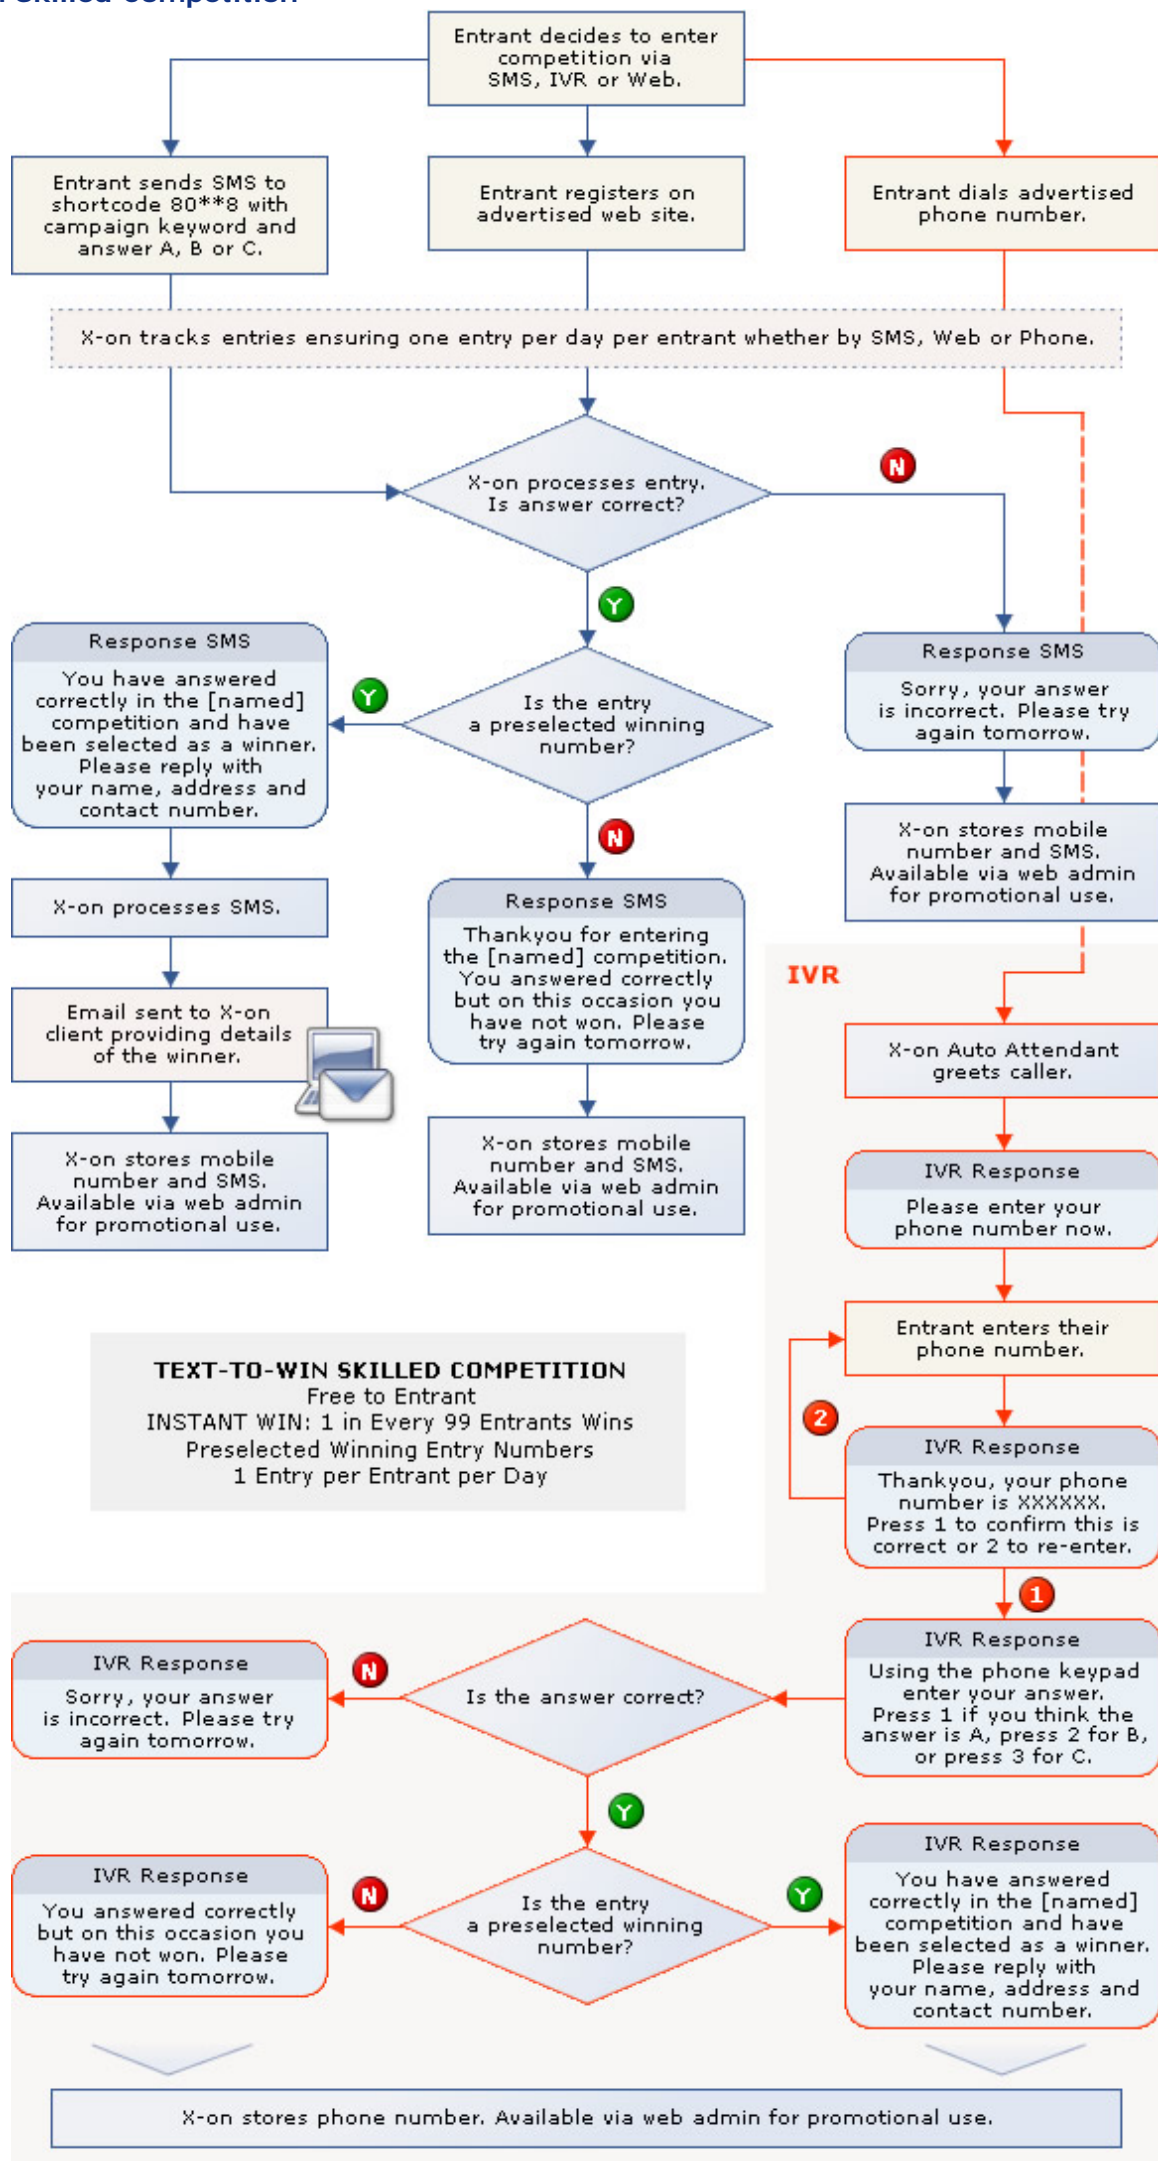 Skilled Competition
Entrant decides to enter
competition via
SMS, IVR or Web.
Entrant sends SMS to
shortcode 80**8 with
campaign keyword and
answer A, B or C.
Entrant registers on
advertised web site.
Entrant dials advertised
phone number.
X-on tracks entries ensuring one entry per day per entrant whether by SMS, Web or Phone.
X-on processes entry.
Is answer correct?
N
Y
Response SMS
You have answered
correctly in the [named]
competition and have
been selected as a winner.
Please reply with
your name, address and
contact number.
Y
Is the entry
a preselected winning
number?
Response SMS
Sorry, your answer
is incorrect. Please try
again tomorrow.
N
X-on stores mobile
number and SMS.
Available via web admin
for promotional use.
X-on processes SMS.
Response SMS
Thankyou for entering
the [named] competition.
You answered correctly
but on this occasion you
have not won. Please
try again tomorrow.
Email sent to X-on
client providing details
of the winner.
X-on stores mobile
number and SMS.
Available via web admin
for promotional use.
X-on stores mobile
number and SMS.
Available via web admin
for promotional use.
IVR
X-on Auto Attendant
greets caller.
IVR Response
Please enter your
phone number now.
Entrant enters their
phone number.
2
IVR Response
Thankyou, your phone
number is XXXXXX.
Press 1 to confirm this is
correct or 2 to re-enter.
1
TEXT-TO-WIN SKILLED COMPETITION
Free to Entrant
INSTANT WIN: 1 in Every 99 Entrants Wins
Preselected Winning Entry Numbers
1 Entry per Entrant per Day
IVR Response
Using the phone keypad
enter your answer.
Press 1 if you think the
answer is A, press 2 for B,
or press 3 for C.
Is the answer correct?
N
IVR Response
Sorry, your answer
is incorrect. Please try
again tomorrow.
Y
IVR Response
You answered correctly
but on this occasion you
have not won. Please
try again tomorrow.
N
Is the entry
a preselected winning
number?
Y
IVR Response
You have answered
correctly in the [named]
competition and have
been selected as a winner.
Please reply with
your name, address and
contact number.
X-on stores phone number. Available via web admin for promotional use.